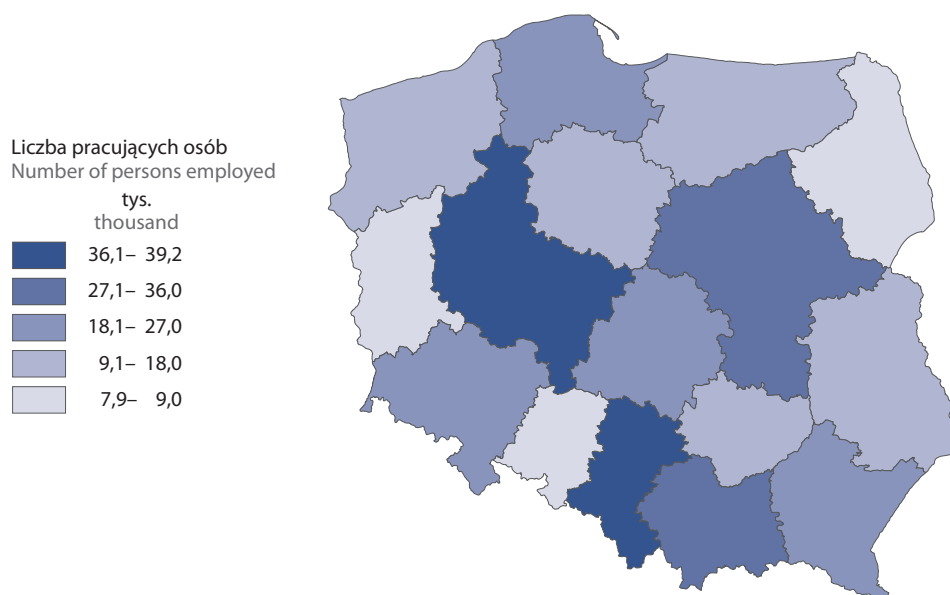 Liczba pracujących osób
Number of persons employed
tys.
thousand
36,1– 39,2
27,1– 36,0
18,1– 27,0
9,1– 18,0
7,9– 9,0